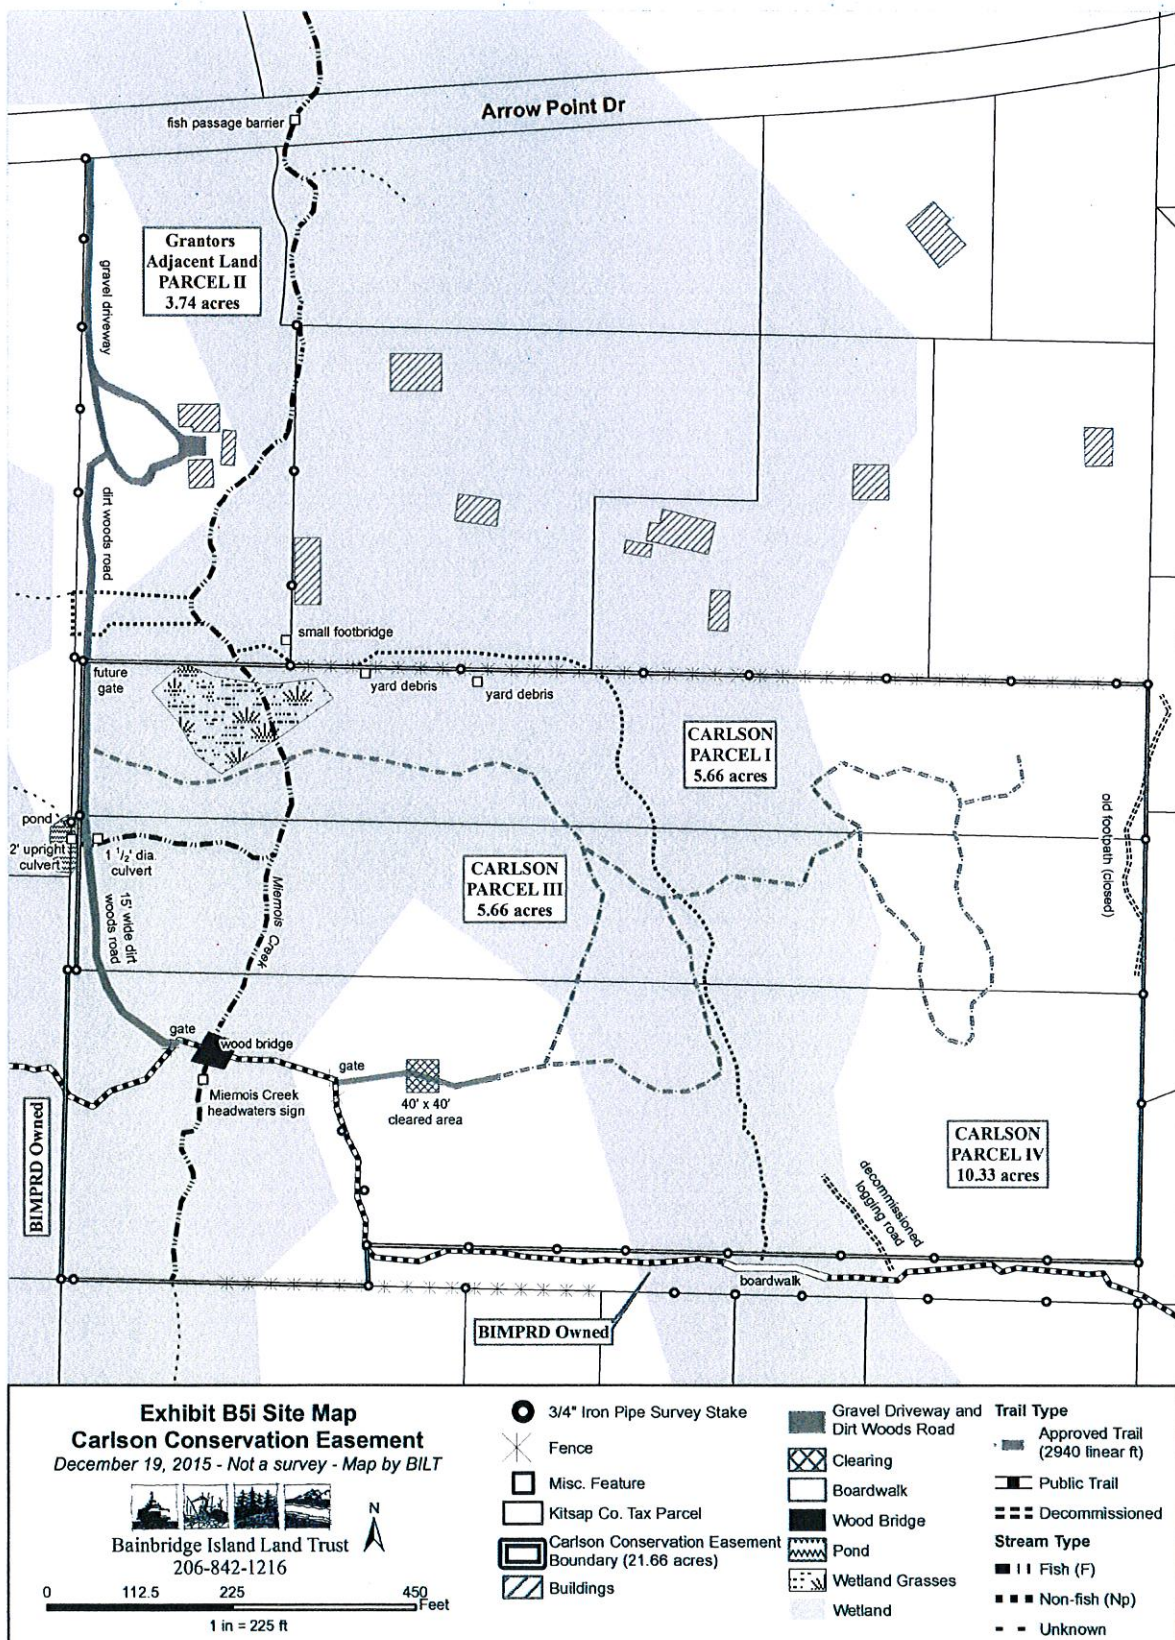 Arrow Point Dr
fish passage barrier
Grantors
Adjacent Land
PARCEL II
3.74 acres
gravel driveway
dirt woods road
small footbridge
future
gate
yard debris
yard debris
CARLSON
PARCEL I
5.66 acres
old footpath (closed)
pond
2' upright
culvert
1 1/2' dia.
culvert
CARLSON
PARCEL III
5.66 acres
15' wide dirt
woods road
Miemois Creek
gate
wood bridge
gate
Miemois Creek
headwaters sign
40' x 40'
cleared area
BIMPRD Owned
CARLSON
PARCEL IV
10.33 acres
decommissioned
logging road
boardwalk
BIMPRD Owned
Exhibit B5i Site Map
Carlson Conservation Easement
December 19, 2015 - Not a survey - Map by BILT
N
Bainbridge Island Land Trust
206-842-1216
0 112.5 225 450
Feet
1 in = 225 ft
3/4" Iron Pipe Survey Stake
Fence
Misc. Feature
Kitsap Co. Tax Parcel
Carlson Conservation Easement
Boundary (21.66 acres)
Buildings
Gravel Driveway and
Dirt Woods Road
Clearing
Boardwalk
Wood Bridge
Pond
Wetland Grasses
Wetland
Trail Type
Approved Trail
(2940 linear ft)
Public Trail
Decommissioned
Stream Type
Fish (F)
Non-fish (Np)
Unknown